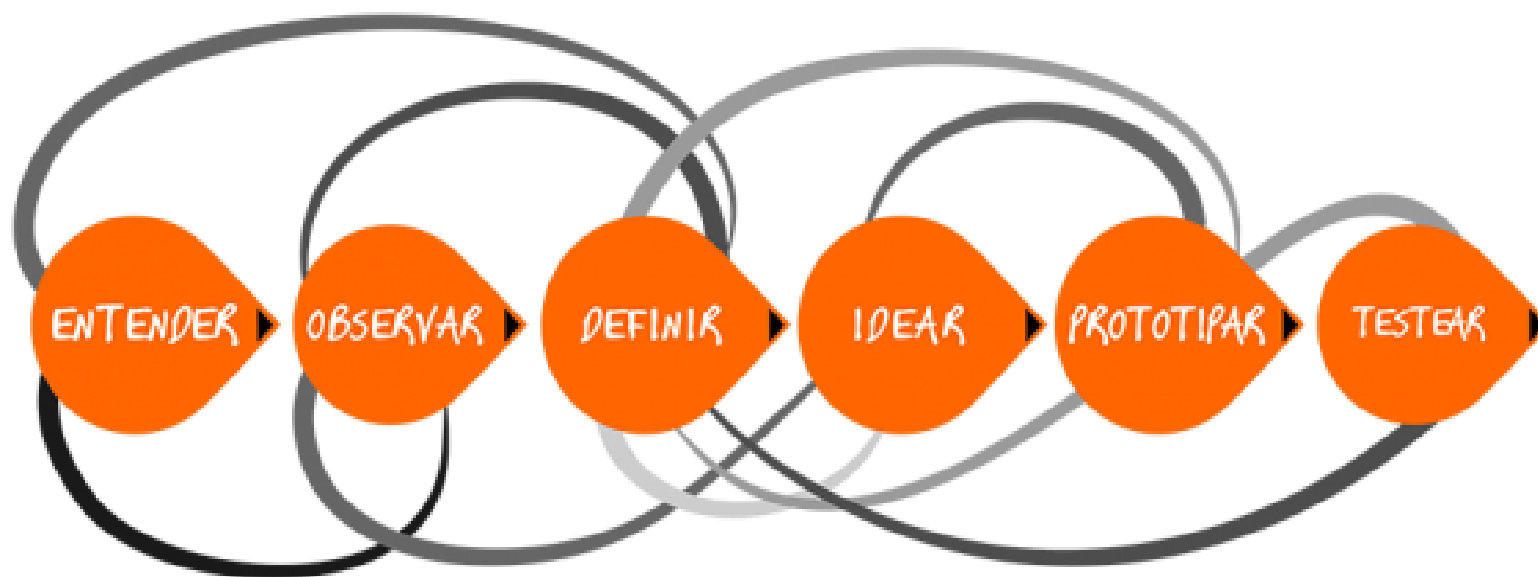 ENTENDER
OBSERVAR
DEFINIR
IDEAR
PROTOTIPAR
TESTEAR